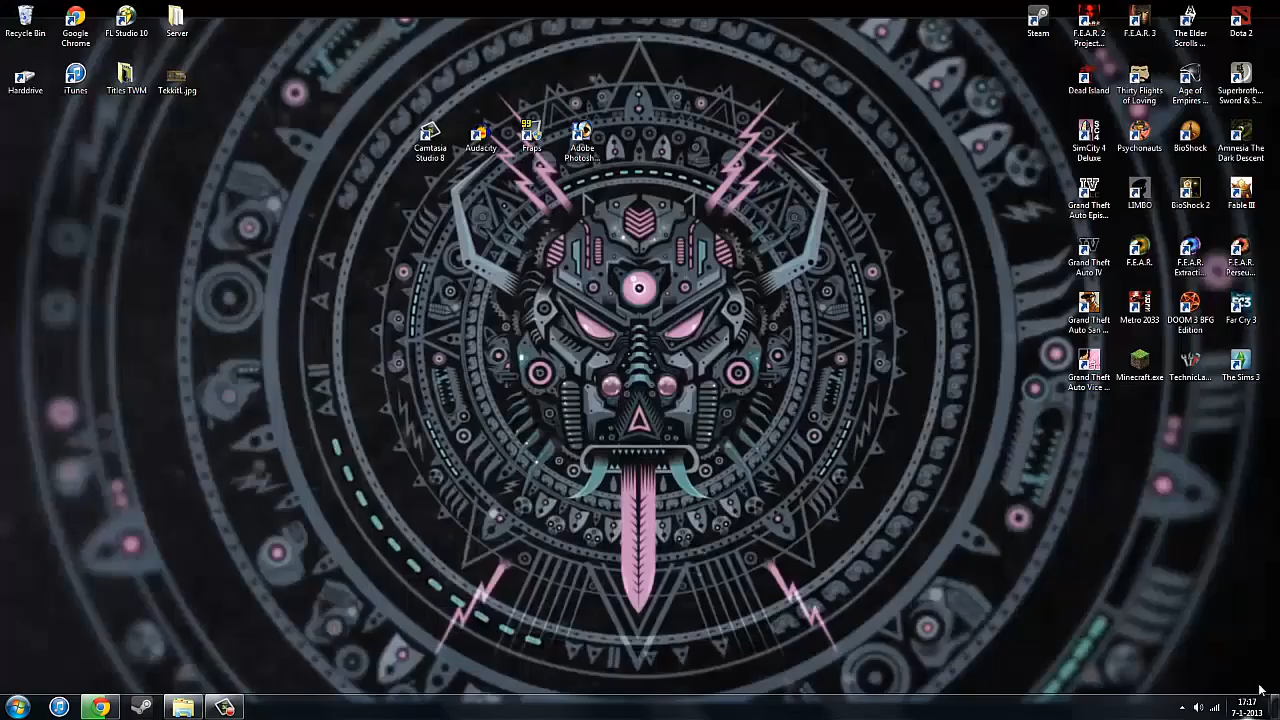 Recycle Bin
Google
Chrome
FL Studio 10
Server
Steam
F.E.A.R. 2
Project...
F.E.A.R. 3
The Elder
Scrolls ...
Dota 2
Harddrive
iTunes
Titles TWM
Tekkit1.jpg
Dead Island
Thirty Flights
of Loving
Age of
Empires ...
Superbroth...
Sword & S...
99
Camtasia
Studio 8
Audacity
Fraps
Adobe
Photosh...
SimCity 4
Deluxe
Psychonauts
BioShock
Amnesia The
Dark Descent
Grand Theft
Auto Epis...
LIMBO
BioShock 2
Fable III
Grand Theft
Auto IV
F.E.A.R.
F.E.A.R.
Extract...
F.E.A.R.
Perseu...
Grand Theft
Auto San ...
Metro 2033
DOOM 3 BFG
Edition
Far Cry 3
Grand Theft
Auto Vice ...
Minecraft.exe
TechnicLa...
The Sims 3
17:17
7-1-2013